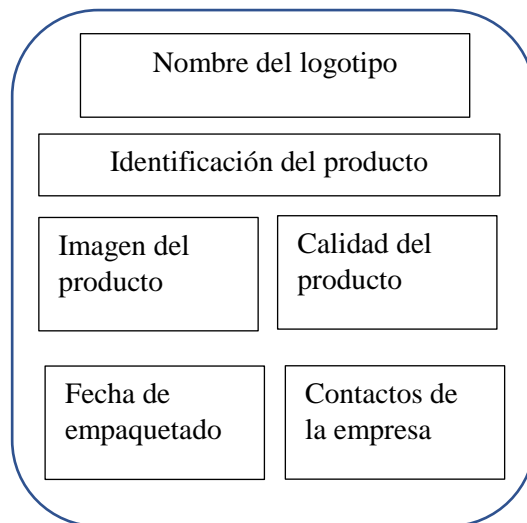 Nombre del logotipo
Identificación del producto
Imagen del
producto
Calidad del
producto
Fecha de
empaquetado
Contactos de
la empresa